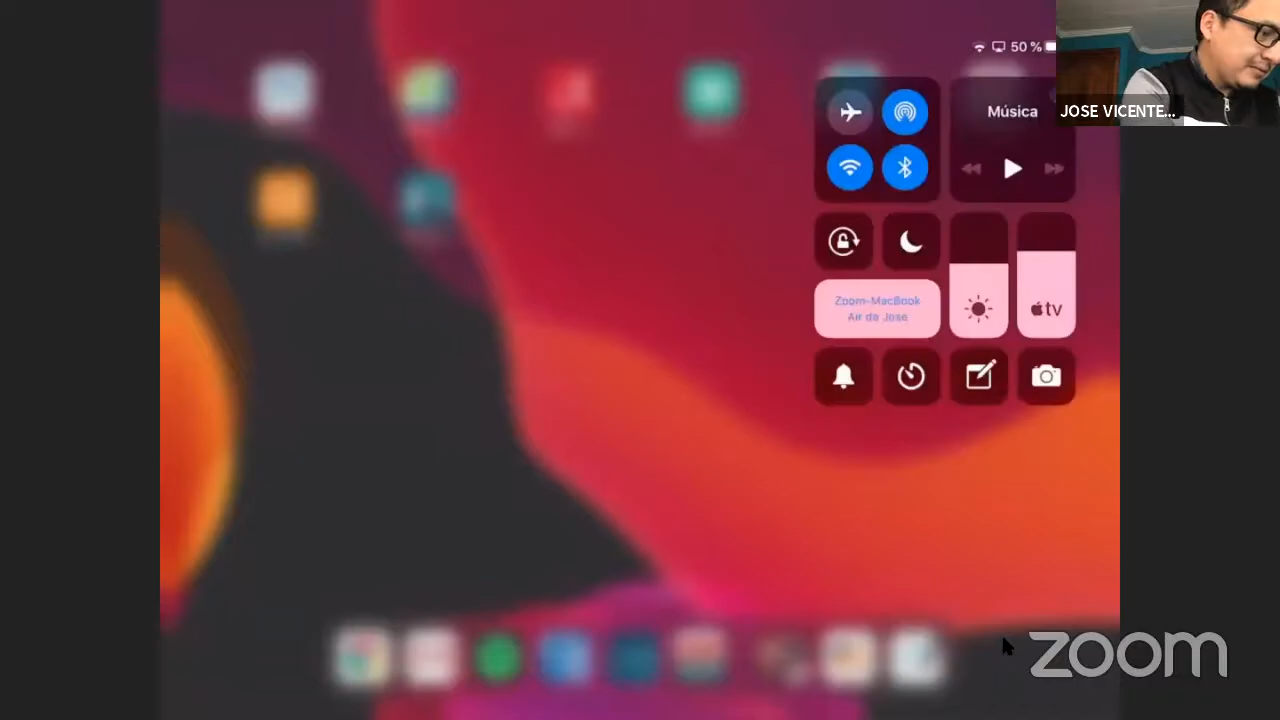 50 %
JOSE VICENTE...
Música
Zoom-MacBook
Air de Jose
tv
zoom